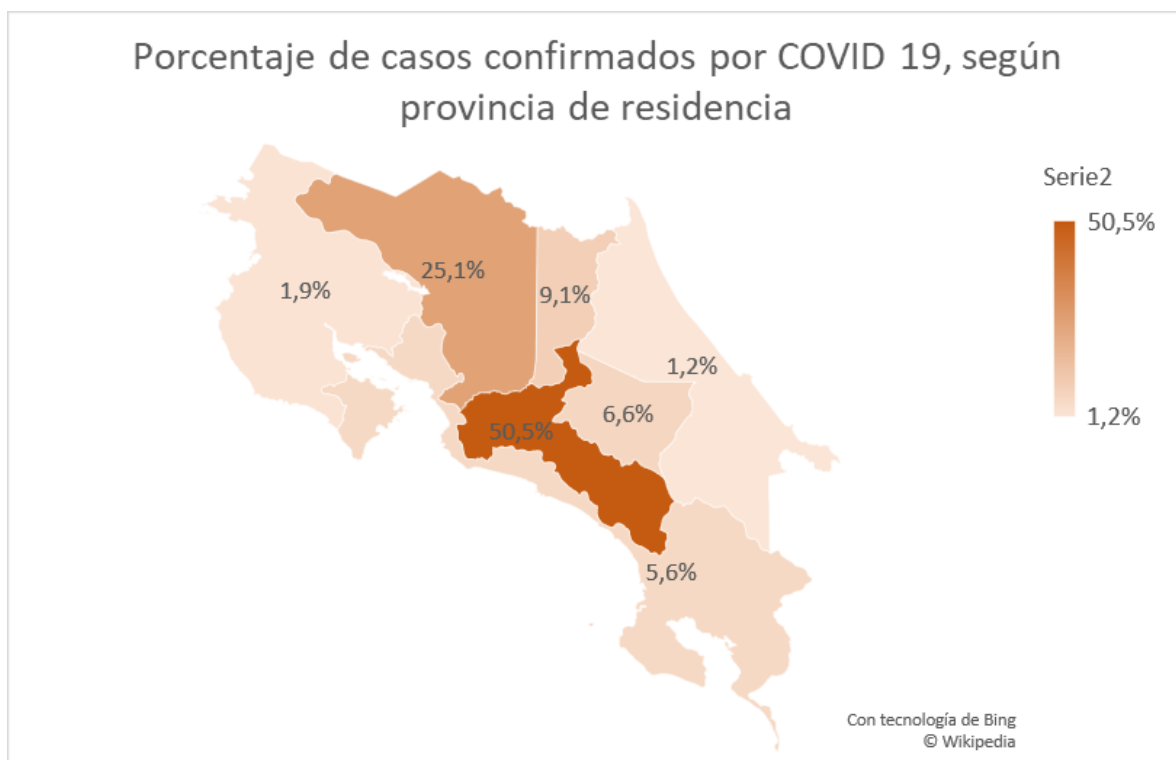 Porcentaje de casos confirmados por COVID 19, según
provincia de residencia
Serie2
50,5%
1,2%
25,1%
1,9%
9,1%
1,2%
6,6%
50,5%
5,6%
Con tecnología de Bing
© Wikipedia